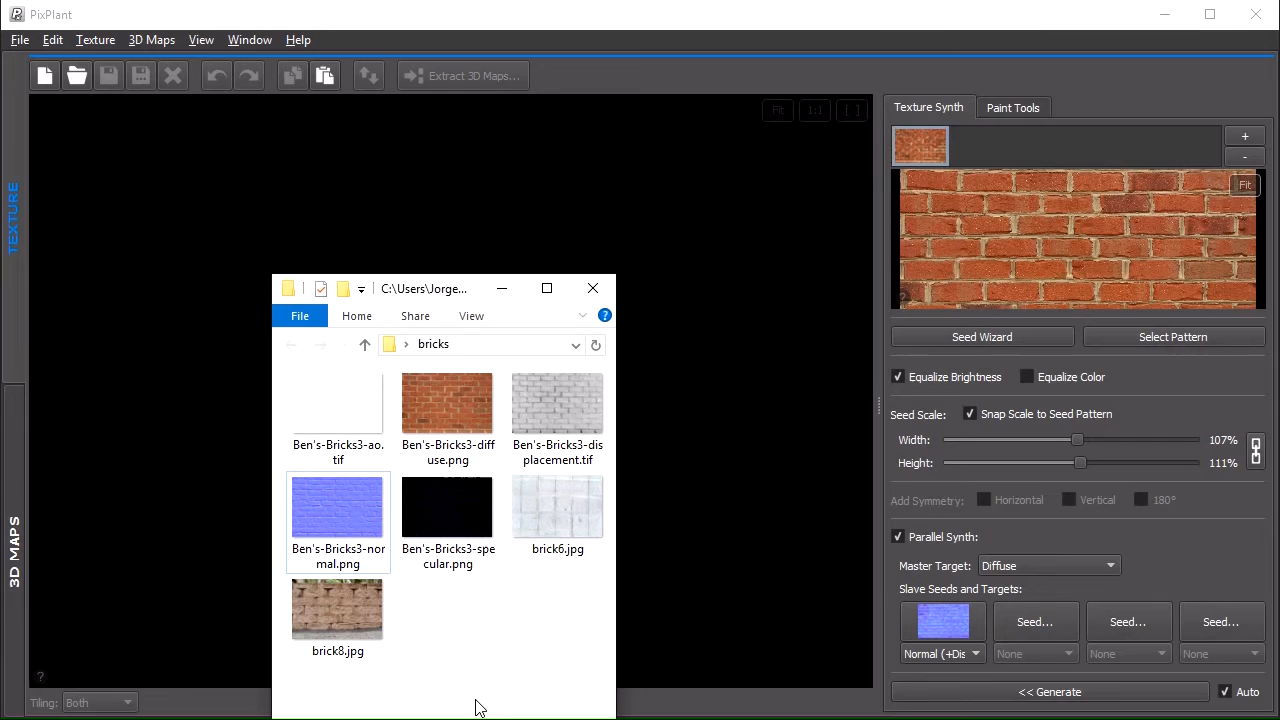 PixPlant
File Edit Texture 3D Maps View Window Help
Extract 3D Maps...
Fit 1:1 [ ]
TEXTURE
3D MAPS
?
Tiling: Both
C:\Users\Jorge...
File Home Share View
?
bricks
Ben's-Bricks3-ao.
tif
Ben's-Bricks3-diff
use.png
Ben's-Bricks3-dis
placement.tif
Ben's-Bricks3-nor
mal.png
Ben's-Bricks3-spe
cular.png
brick6.jpg
brick8.jpg
Texture Synth Paint Tools
+
-
Fit
?
Seed Wizard Select Pattern
Equalize Brightness Equalize Color
Seed Scale: Snap Scale to Seed Pattern
Width: 107%
Height: 111%
Add Symmetry: Horizontal Vertical 180°
Parallel Synth:
Master Target: Diffuse
Slave Seeds and Targets:
Seed... Seed... Seed...
Normal (+Dis None None None
<< Generate Auto